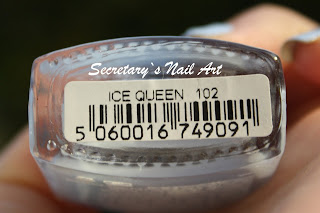 Secretary`s Nail Art
ICE QUEEN 102
5 060016 749091